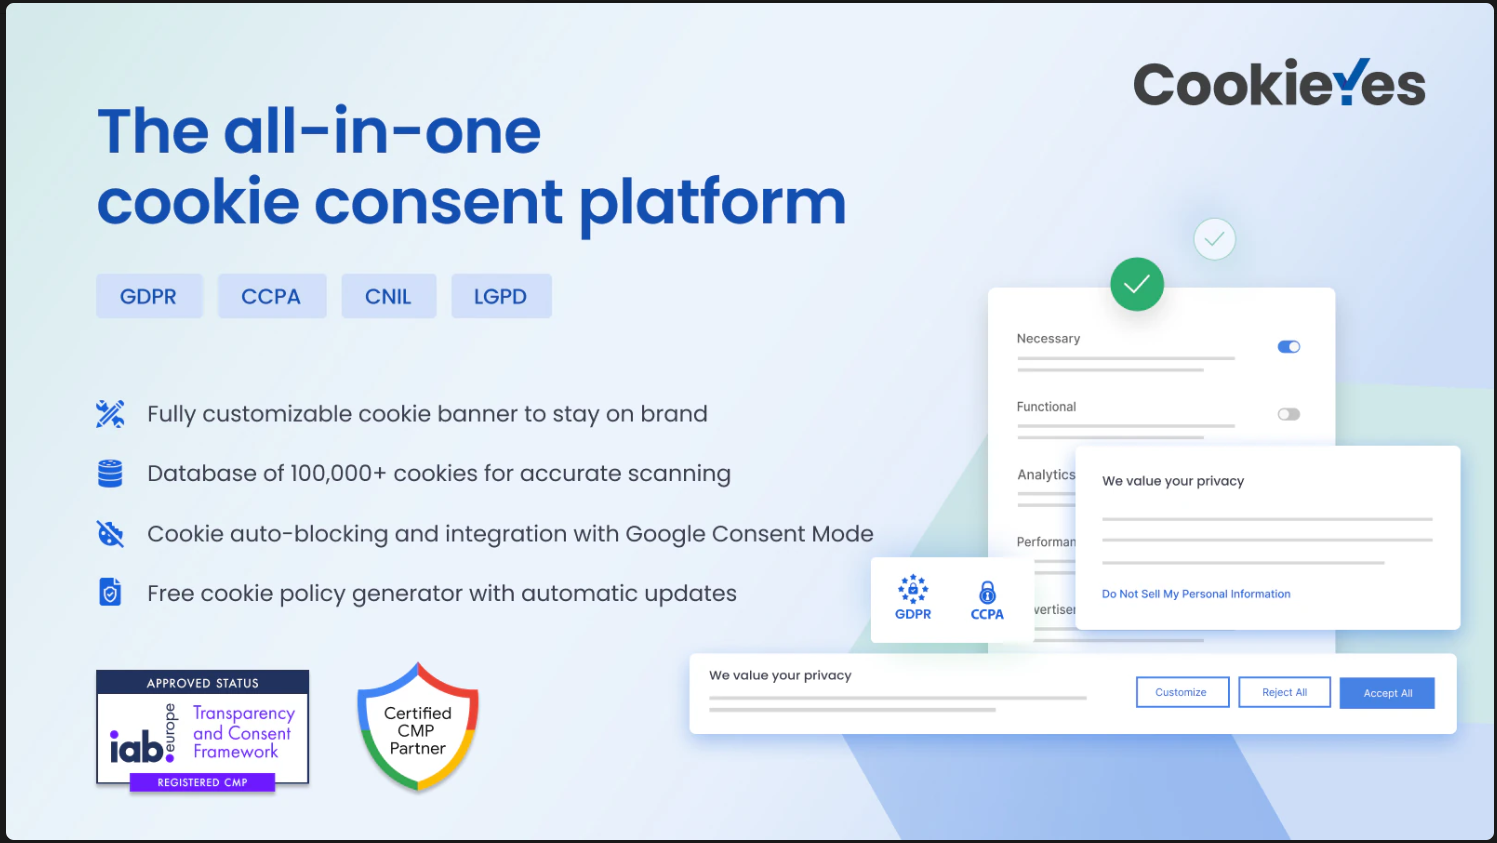 CookieYes
The all-in-one
cookie consent platform
GDPR
CCPA
CNIL
LGPD
Fully customizable cookie banner to stay on brand
Database of 100,000+ cookies for accurate scanning
Cookie auto-blocking and integration with Google Consent Mode
Free cookie policy generator with automatic updates
APPROVED STATUS
iab.
europe
Transparency
and Consent
Framework
REGISTERED CMP
Certified
CMP
Partner
Necessary
Functional
Analytics
Performan
vertiser
We value your privacy
Do Not Sell My Personal Information
GDPR
CCPA
We value your privacy
Customize
Reject All
Accept All